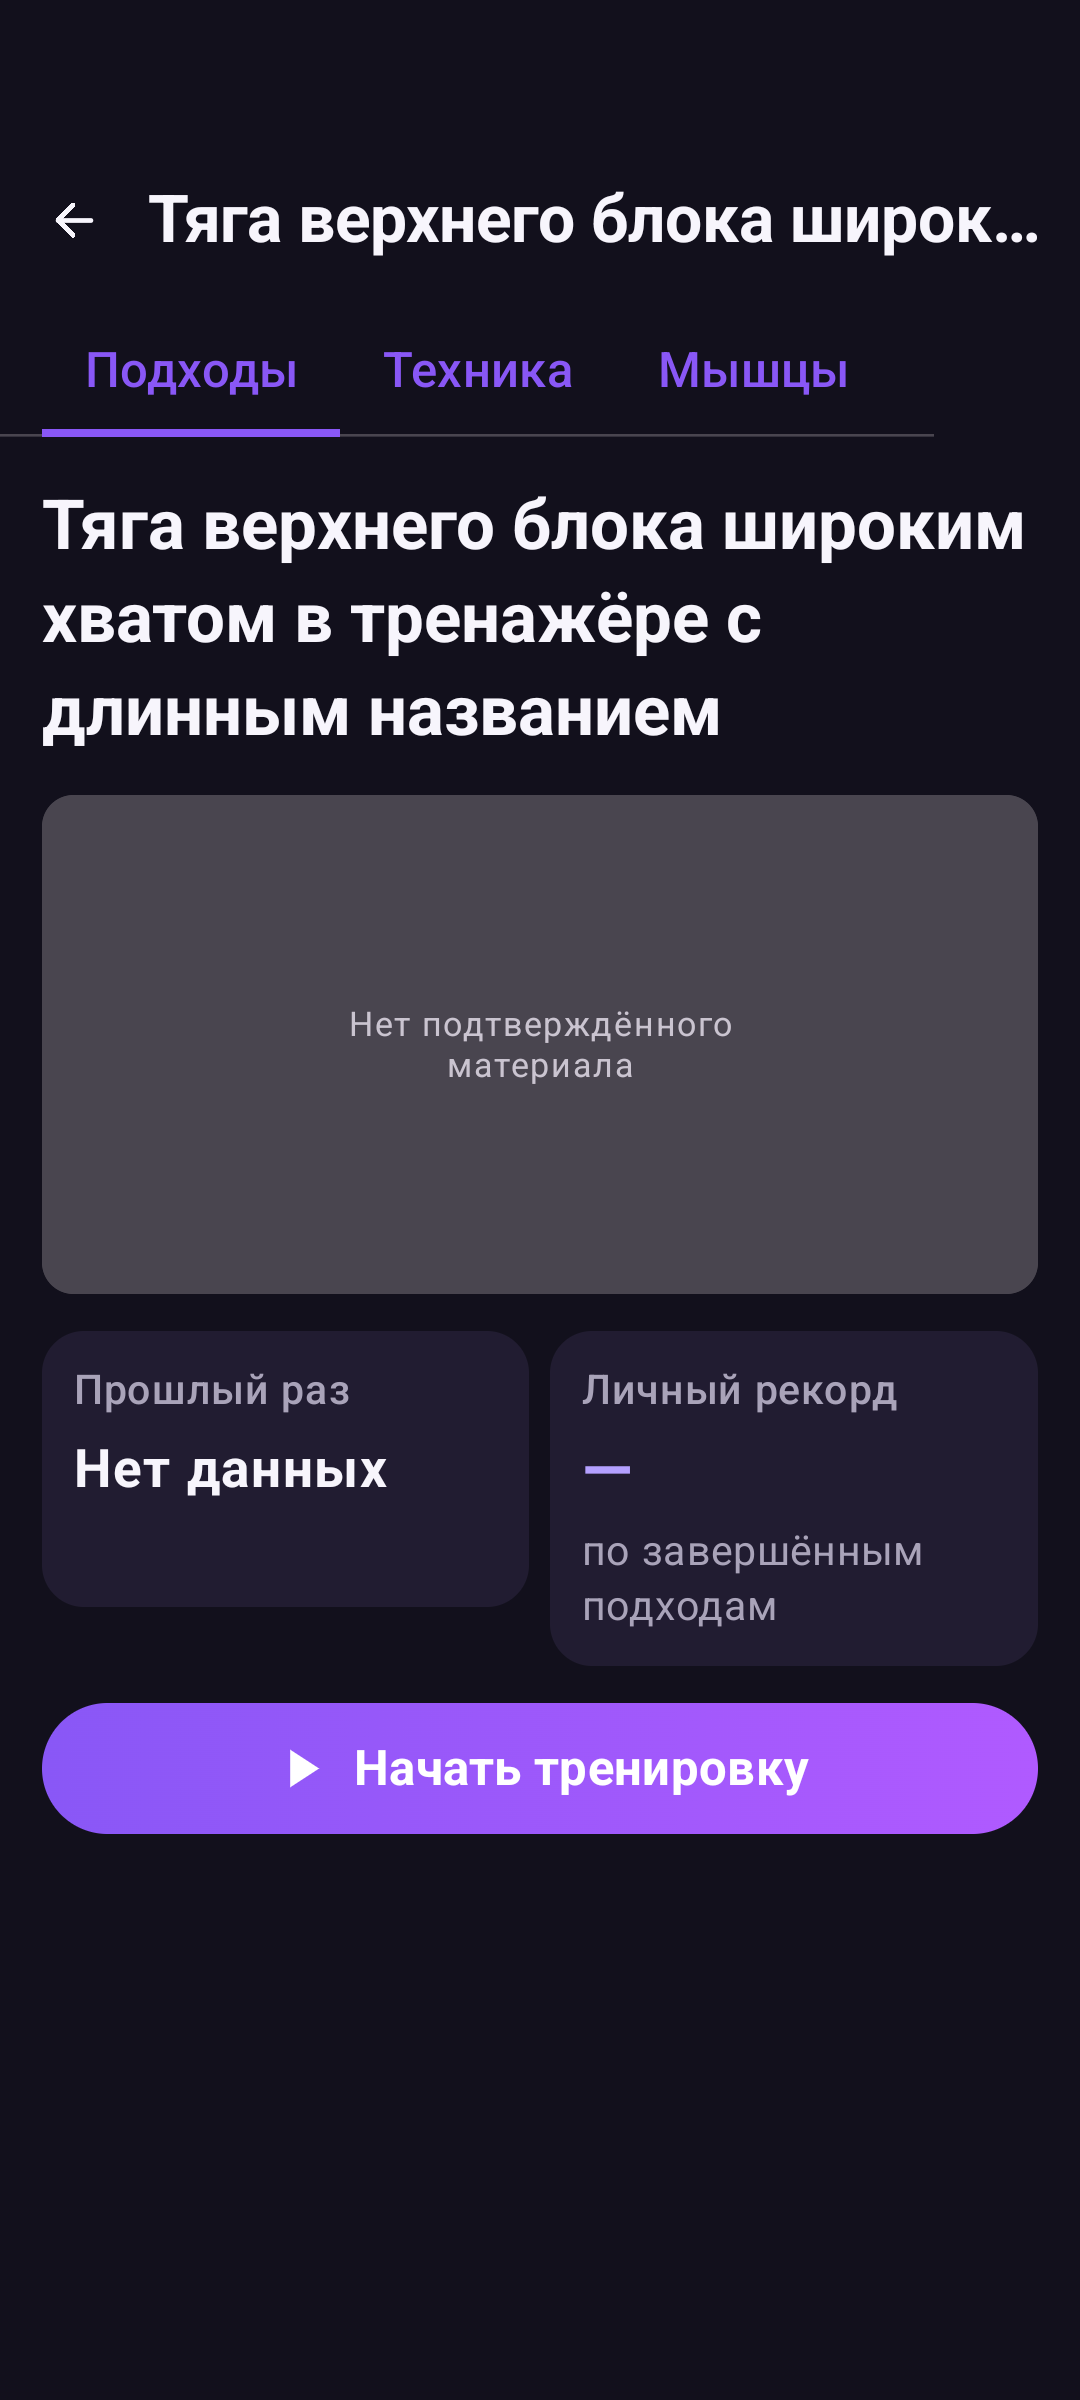 Тяга верхнего блока широк...
Подходы Техника Мышцы
Тяга верхнего блока широким
хватом в тренажёре с
длинным названием
Нет подтверждённого
материала
Прошлый раз
Нет данных
Личный рекорд
—
по завершённым
подходам
Начать тренировку